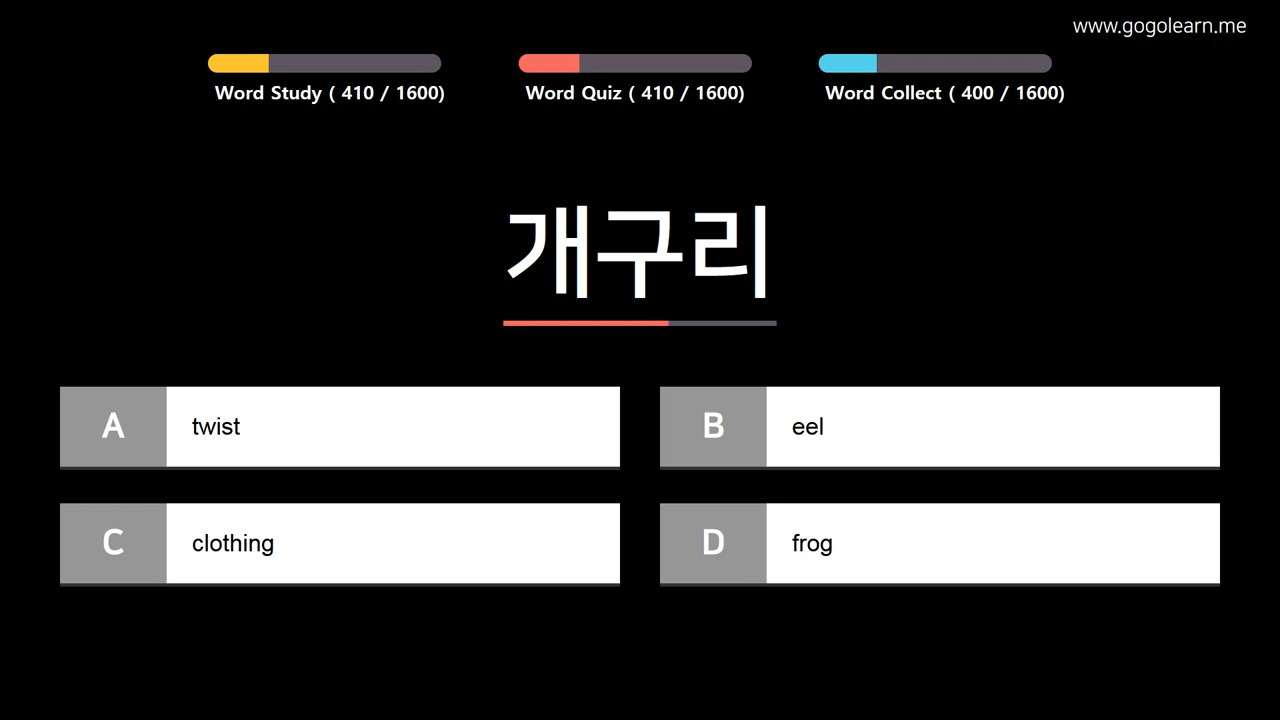 www.gogolearn.me
Word Study ( 410 / 1600)
Word Quiz ( 410 / 1600)
Word Collect ( 400 / 1600)
개구리
A twist
B eel
C clothing
D frog